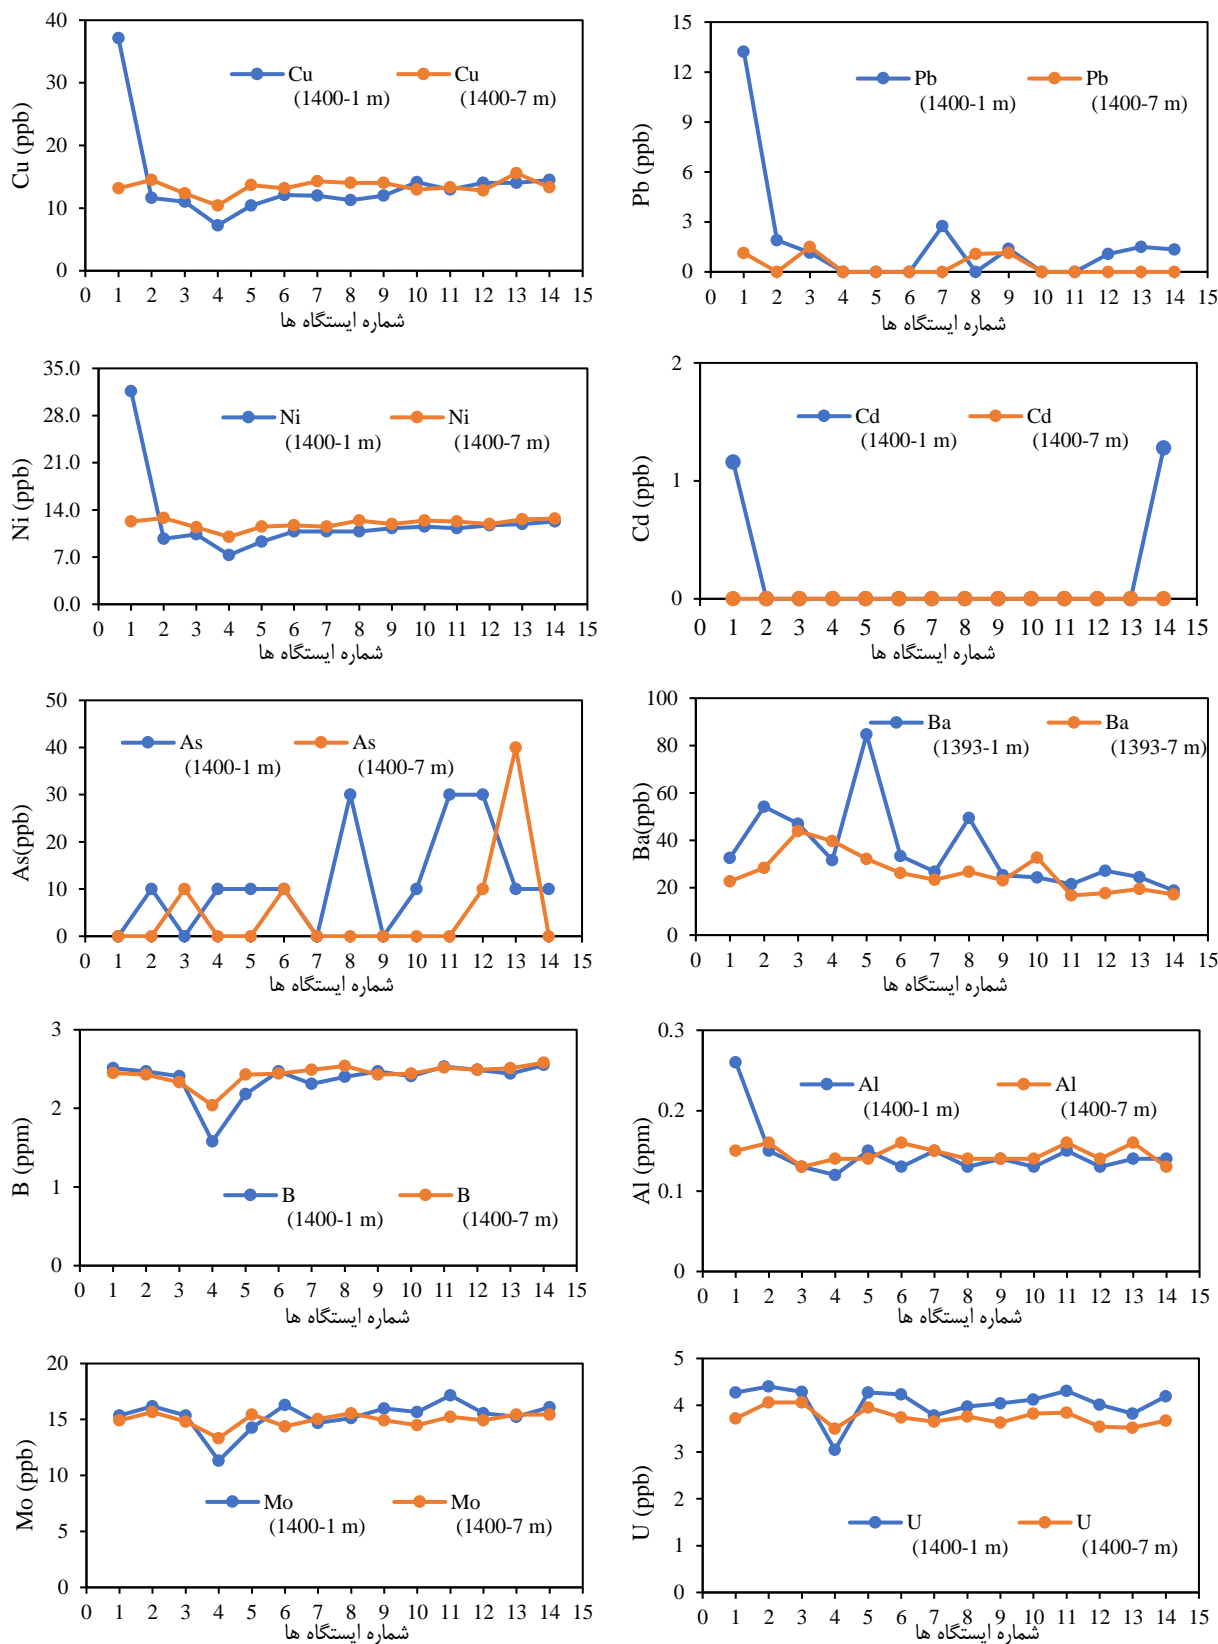 40
30
20
10
0
Cu (ppb)
Cu
(1400-1 m)
Cu
(1400-7 m)
0 1 2 3 4 5 6 7 8 9 10 11 12 13 14 15
شماره ایستگاه ها
15
12
9
6
3
0
Pb (ppb)
Pb
(1400-1 m)
Pb
(1400-7 m)
0 1 2 3 4 5 6 7 8 9 10 11 12 13 14 15
شماره ایستگاه ها
35.0
28.0
21.0
14.0
7.0
0.0
Ni (ppb)
Ni
(1400-1 m)
Ni
(1400-7 m)
0 1 2 3 4 5 6 7 8 9 10 11 12 13 14 15
شماره ایستگاه ها
2
1
0
Cd (ppb)
Cd
(1400-1 m)
Cd
(1400-7 m)
0 1 2 3 4 5 6 7 8 9 10 11 12 13 14 15
شماره ایستگاه ها
50
40
30
20
10
0
As(ppb)
As
(1400-1 m)
As
(1400-7 m)
0 1 2 3 4 5 6 7 8 9 10 11 12 13 14 15
شماره ایستگاه ها
100
80
60
40
20
0
Ba(ppb)
Ba
(1393-1 m)
Ba
(1393-7 m)
0 1 2 3 4 5 6 7 8 9 10 11 12 13 14 15
شماره ایستگاه ها
3
2
1
0
B (ppm)
B
(1400-1 m)
B
(1400-7 m)
0 1 2 3 4 5 6 7 8 9 10 11 12 13 14 15
شماره ایستگاه ها
0.3
0.2
0.1
0
Al (ppm)
Al
(1400-1 m)
Al
(1400-7 m)
0 1 2 3 4 5 6 7 8 9 10 11 12 13 14 15
شماره ایستگاه ها
20
15
10
5
0
Mo (ppb)
Mo
(1400-1 m)
Mo
(1400-7 m)
0 1 2 3 4 5 6 7 8 9 10 11 12 13 14 15
شماره ایستگاه ها
5
4
3
2
1
0
U (ppb)
U
(1400-1 m)
U
(1400-7 m)
0 1 2 3 4 5 6 7 8 9 10 11 12 13 14 15
شماره ایستگاه ها